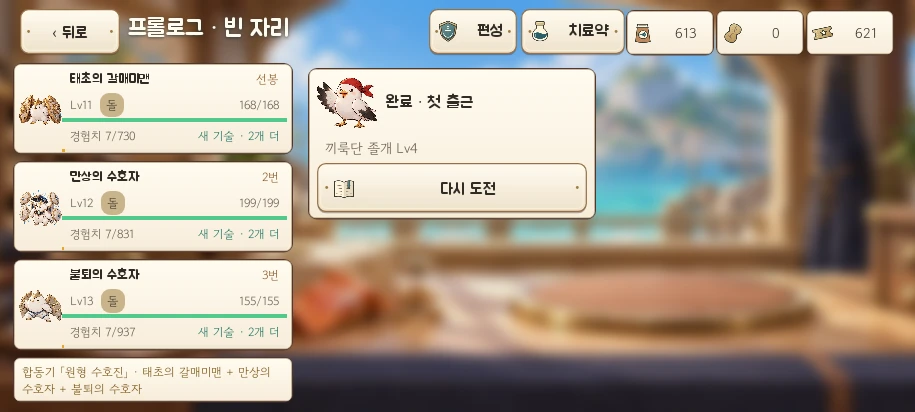 ‹ 뒤로
프롤로그 · 빈 자리
편성
치료약
613
0
621
태초의 갈매미맨
선봉
Lv11
돌
168/168
경험치 7/730
새 기술 · 2개 더
만상의 수호자
2번
Lv12
돌
199/199
경험치 7/831
새 기술 · 2개 더
불퇴의 수호자
3번
Lv13
돌
155/155
경험치 7/937
새 기술 · 2개 더
합동기 「원형 수호진」 · 태초의 갈매미맨 + 만상의
수호자 + 불퇴의 수호자
완료 · 첫 출근
끼룩단 졸개 Lv4
다시 도전